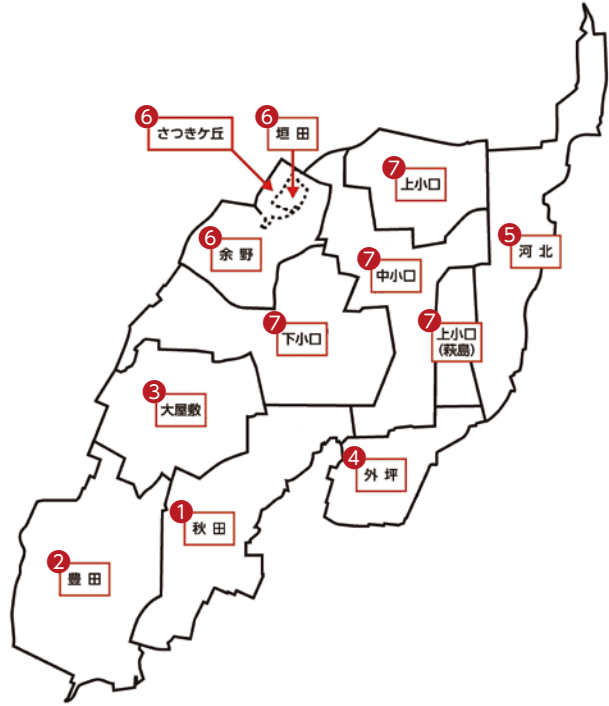 6 さつきケ丘
6 垣田
7 上小口
6 余野
5 河北
7 中小口
7 下小口
7 上小口
(萩島)
3 大屋敷
4 外坪
1 秋田
2 豊田